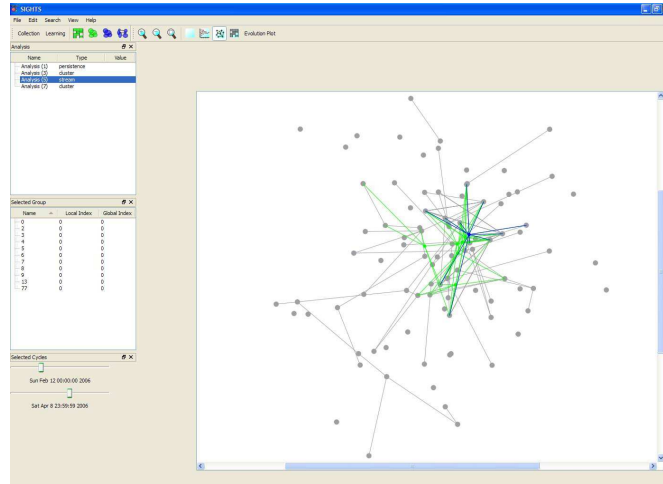 SIGHTS
File Edit Search View Help
Collection Learning Evolution Plot
Analysis
Name Type Value
Analysis (1) persistence
Analysis (3) cluster
Analysis (5) stream
Analysis (7) cluster
Selected Group
Name Local Index Global Index
0 0 0
2 0 0
3 0 0
4 0 0
5 0 0
6 0 0
7 0 0
8 0 0
9 0 0
13 0 0
77 0 0
Selected Cycles
Sun Feb 12 00:00:00 2006
Sat Apr 8 23:59:59 2006